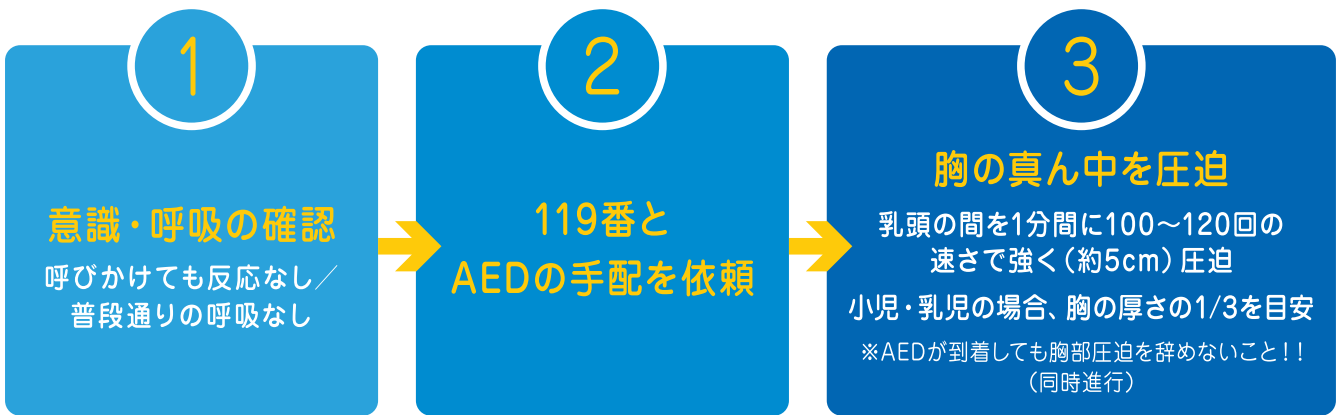 1
意識・呼吸の確認
呼びかけても反応なし／
普段通りの呼吸なし
2
119番と
AEDの手配を依頼
3
胸の真ん中を圧迫
乳頭の間を1分間に100～120回の
速さで強く（約5cm）圧迫
小児・乳児の場合、胸の厚さの1/3を目安
※AEDが到着しても胸部圧迫を辞めないこと！！
（同時進行）